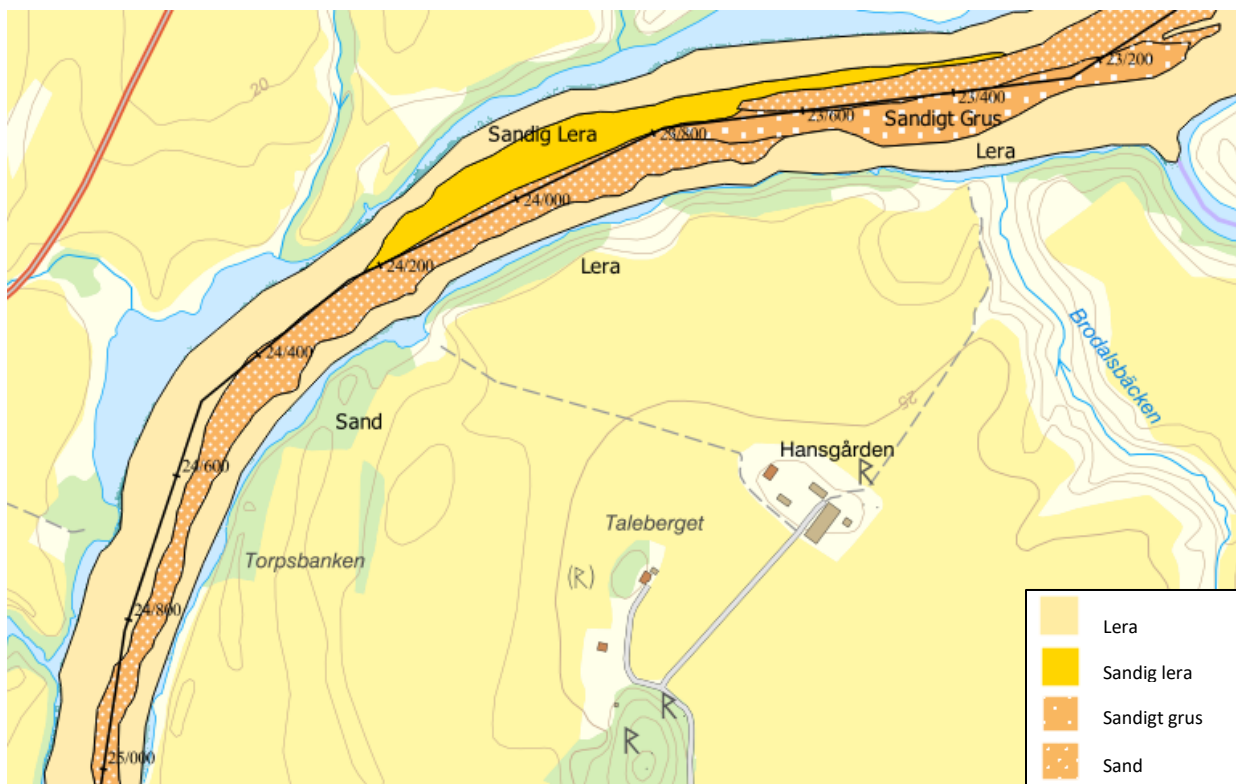 20
23/200
23/400
23/600
Sandigt Grus
Sandig Lera
23/800
Lera
24/000
24/200
Lera
24/400
Brodalsbäcken
25
Sand
Hansgården
R
24/600
Taleberget
Torpsbanken
(R)
24/800
R
R
25/000
Lera
Sandig lera
Sandigt grus
Sand